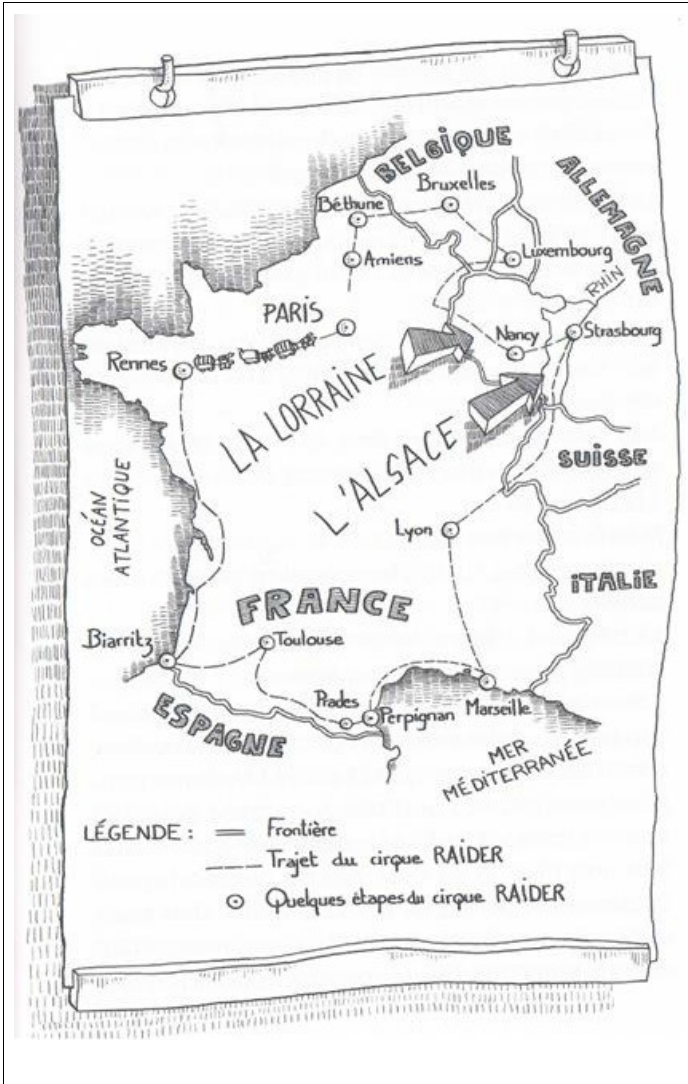 BELGIQUE
ALLEMAGNE
Bruxelles
Béthune
Luxembourg
Amiens
RHIN
PARIS
Nancy
Strasbourg
Rennes
LA LORRAINE
L'ALSACE
SUISSE
OCÉAN
ATLANTIQUE
Lyon
ITALIE
FRANCE
Biarritz
Toulouse
Prades
Perpignan
Marseille
ESPAGNE
MER
MÉDITERRANÉE
LÉGENDE :
Frontière
Trajet du cirque RAIDER
Quelques étapes du cirque RAIDER